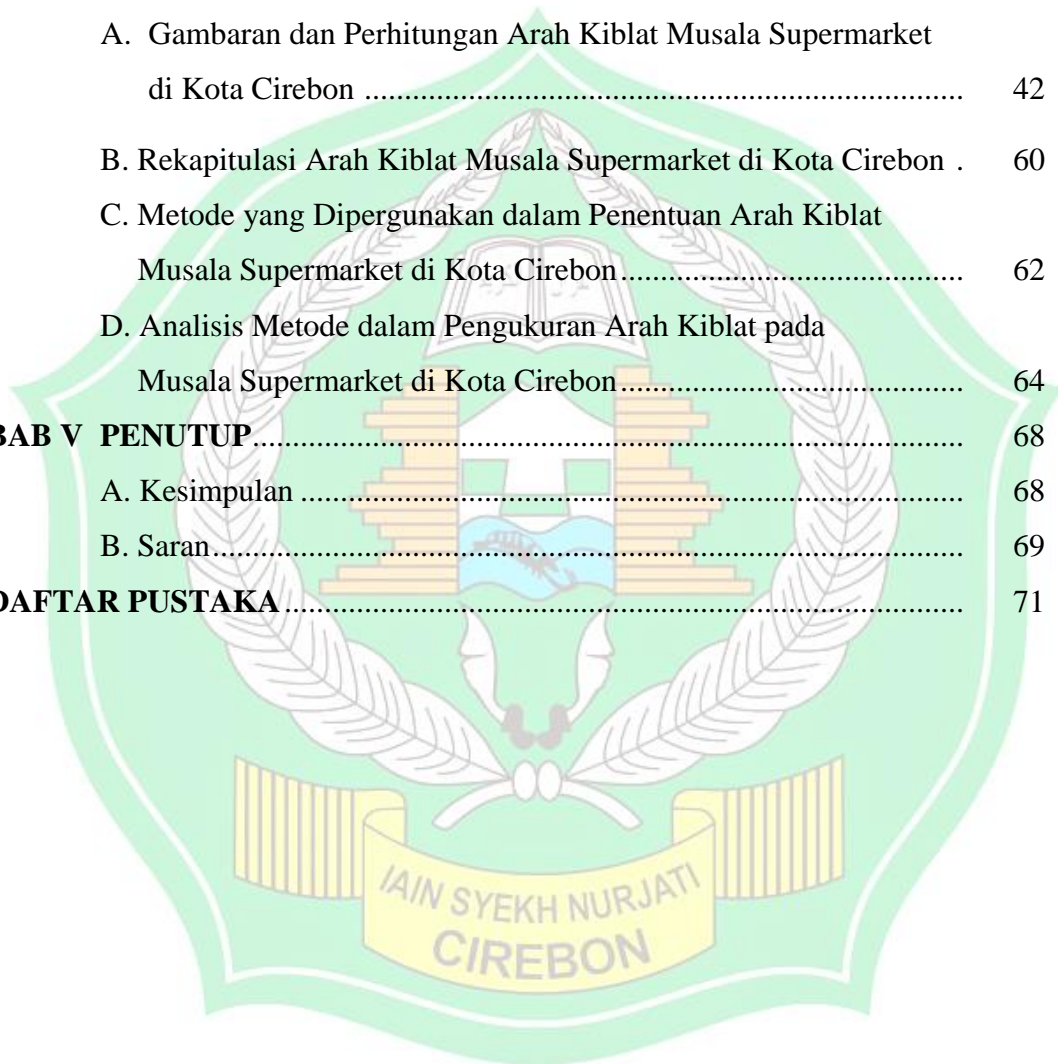 A. Gambaran dan Perhitungan Arah Kiblat Musala Supermarket
di Kota Cirebon ........................................................................ 42
B. Rekapitulasi Arah Kiblat Musala Supermarket di Kota Cirebon . 60
C. Metode yang Dipergunakan dalam Penentuan Arah Kiblat
Musala Supermarket di Kota Cirebon ......................................... 62
D. Analisis Metode dalam Pengukuran Arah Kiblat pada
Musala Supermarket di Kota Cirebon ......................................... 64
BAB V PENUTUP ..................................................................................... 68
A. Kesimpulan ............................................................................... 68
B. Saran .......................................................................................... 69
DAFTAR PUSTAKA ................................................................................. 71
IAIN SYEKH NURJATI
CIREBON